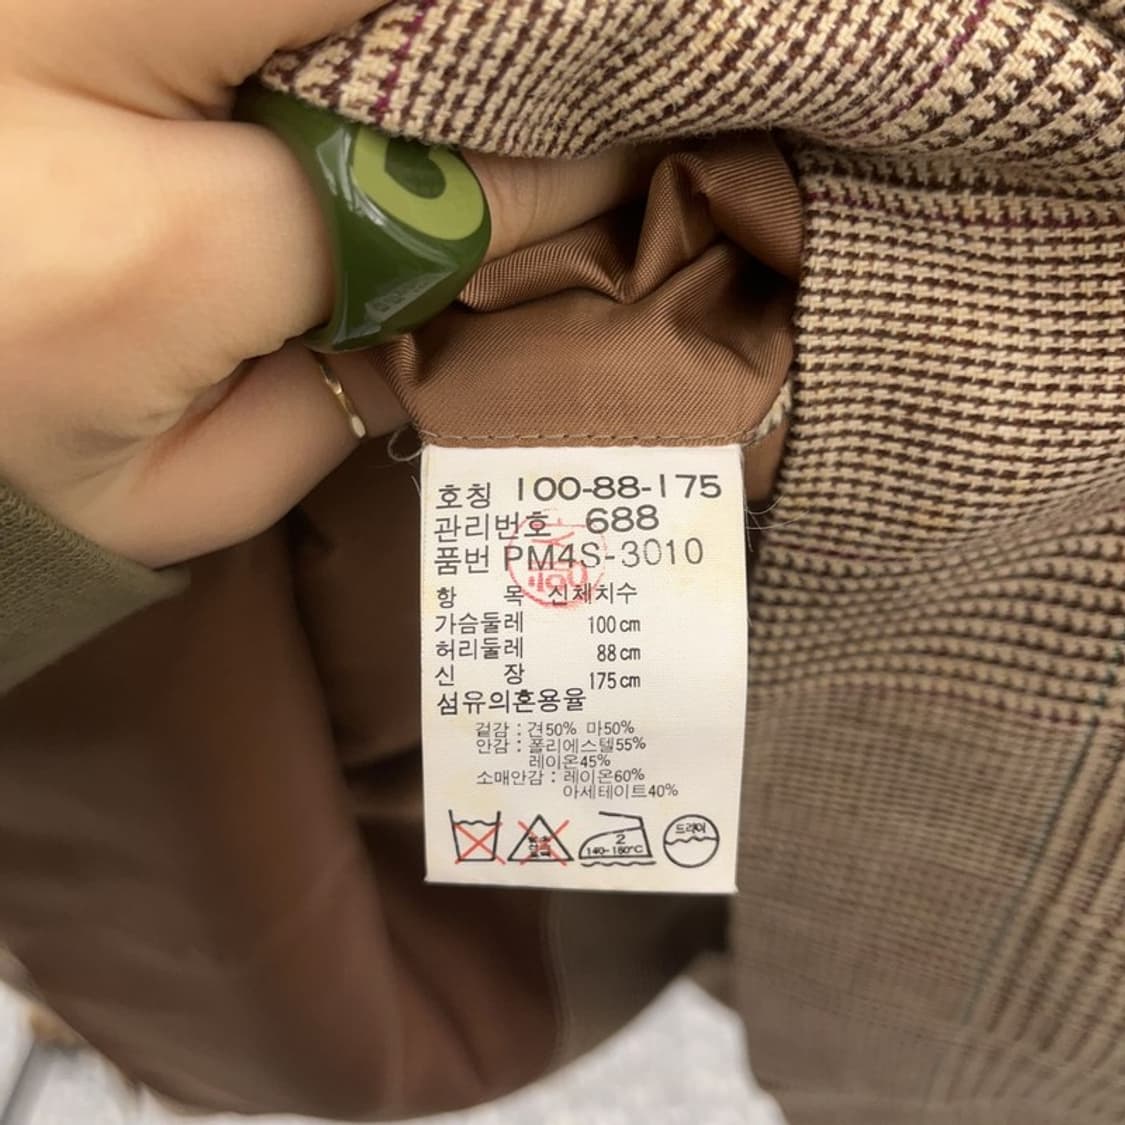 호칭 100-88-175
관리번호 688
품번 PM4S-3010
항 목 신체치수
가슴둘레 100cm
허리둘레 88cm
신 장 175cm
섬유의혼용율
겉감 : 견50% 마50%
안감 : 폴리에스텔55%
레이온45%
소매안감 : 레이온60%
아세테이트40%
2
140-160°C
드라이